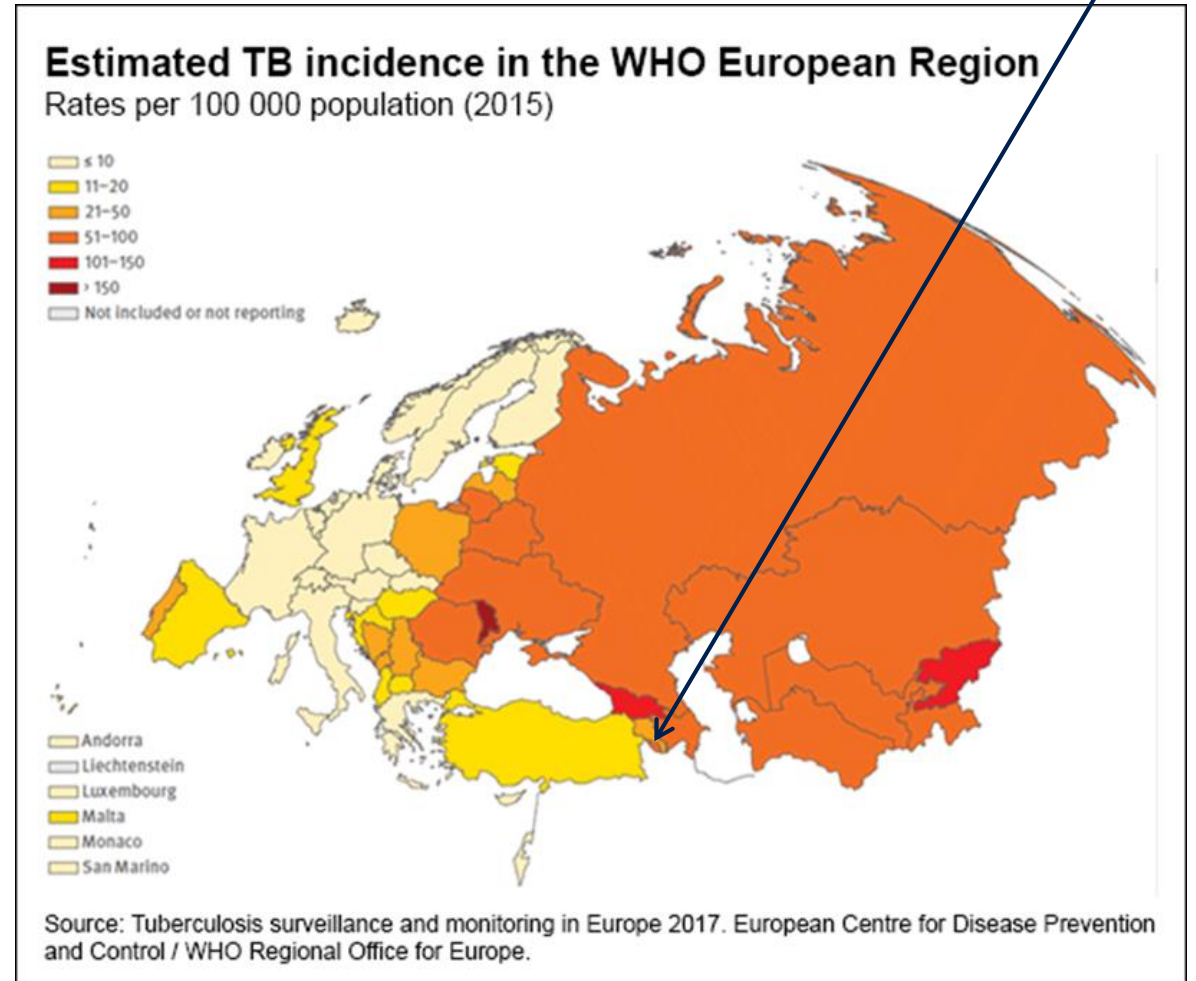 Estimated TB incidence in the WHO European Region
Rates per 100 000 population (2015)
≤ 10
11–20
21–50
51–100
101–150
> 150
Not included or not reporting
Andorra
Liechtenstein
Luxembourg
Malta
Monaco
San Marino
Source: Tuberculosis surveillance and monitoring in Europe 2017. European Centre for Disease Prevention
and Control / WHO Regional Office for Europe.